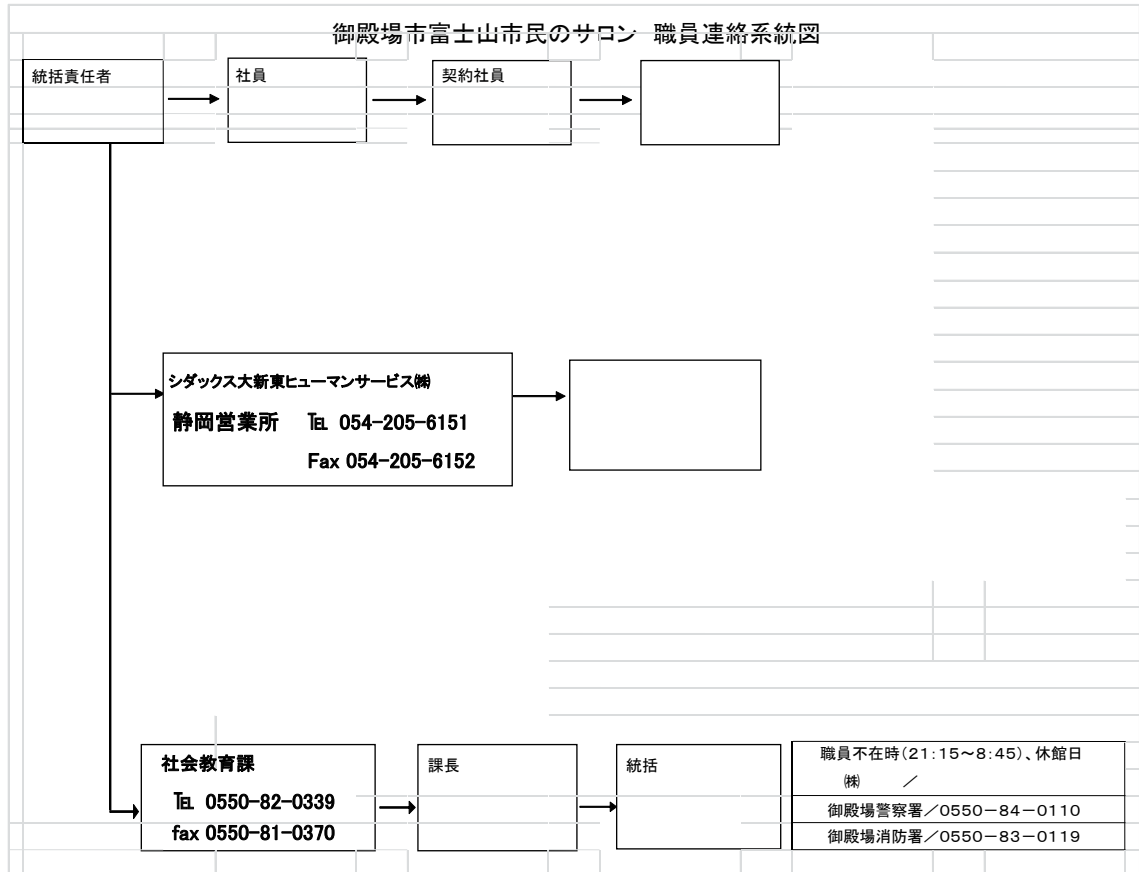 御殿場市富士山市民のサロン　職員連絡系統図
統括責任者
社員
契約社員
シダックス大新東ヒューマンサービス㈱
静岡営業所　℡ 054-205-6151
Fax 054-205-6152
社会教育課
℡ 0550-82-0339
fax 0550-81-0370
課長
統括
職員不在時(21:15～8:45)、休館日
㈱　　／
御殿場警察署／0550－84－0110
御殿場消防署／0550－83－0119